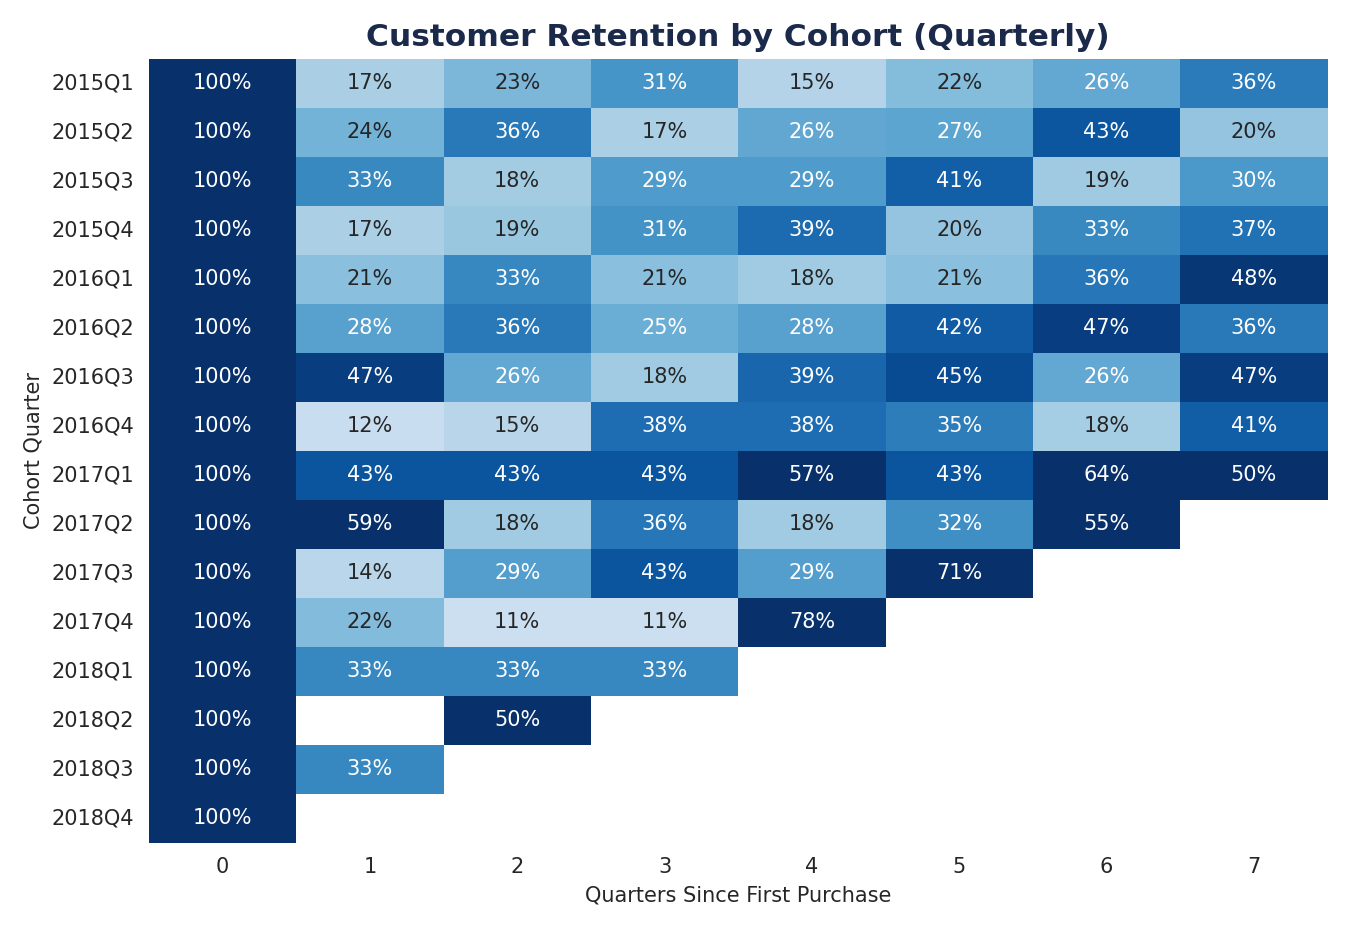 Customer Retention by Cohort (Quarterly)
Cohort Quarter
2015Q1 100% 17% 23% 31% 15% 22% 26% 36%
2015Q2 100% 24% 36% 17% 26% 27% 43% 20%
2015Q3 100% 33% 18% 29% 29% 41% 19% 30%
2015Q4 100% 17% 19% 31% 39% 20% 33% 37%
2016Q1 100% 21% 33% 21% 18% 21% 36% 48%
2016Q2 100% 28% 36% 25% 28% 42% 47% 36%
2016Q3 100% 47% 26% 18% 39% 45% 26% 47%
2016Q4 100% 12% 15% 38% 38% 35% 18% 41%
2017Q1 100% 43% 43% 43% 57% 43% 64% 50%
2017Q2 100% 59% 18% 36% 18% 32% 55%
2017Q3 100% 14% 29% 43% 29% 71%
2017Q4 100% 22% 11% 11% 78%
2018Q1 100% 33% 33% 33%
2018Q2 100% 50%
2018Q3 100% 33%
2018Q4 100%
0 1 2 3 4 5 6 7
Quarters Since First Purchase